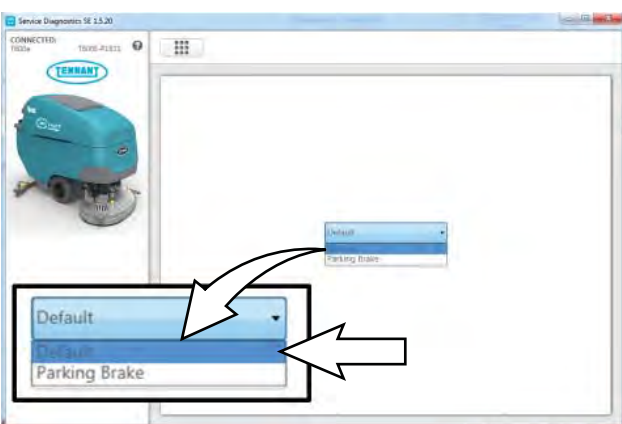 Service Diagnostics SE 1.5.20
CONNECTED:
TENNANT
Default
Parking Brake
Default
Default
Parking Brake